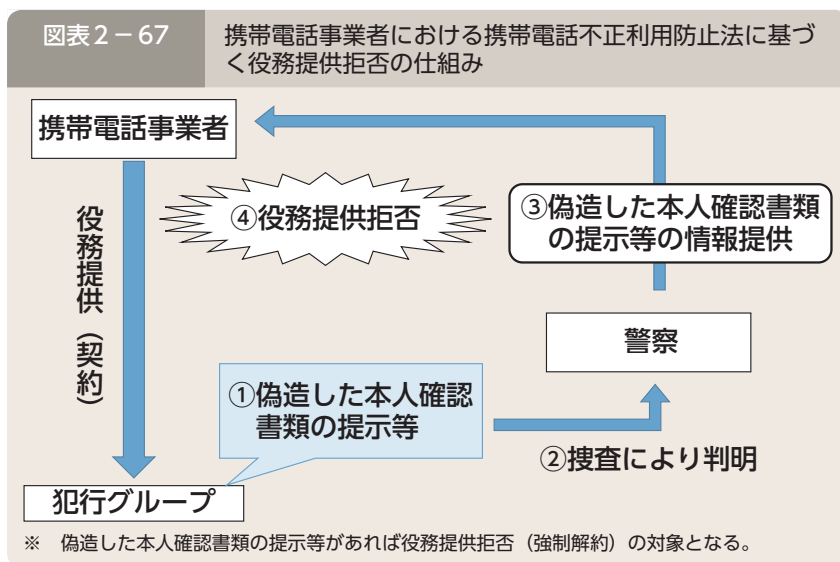 図表2-67
携帯電話事業者における携帯電話不正利用防止法に基づ
く役務提供拒否の仕組み
携帯電話事業者
役務提供(契約)
④役務提供拒否
③偽造した本人確認書類
の提示等の情報提供
警察
①偽造した本人確認
書類の提示等
②捜査により判明
犯行グループ
※ 偽造した本人確認書類の提示等があれば役務提供拒否(強制解約)の対象となる。